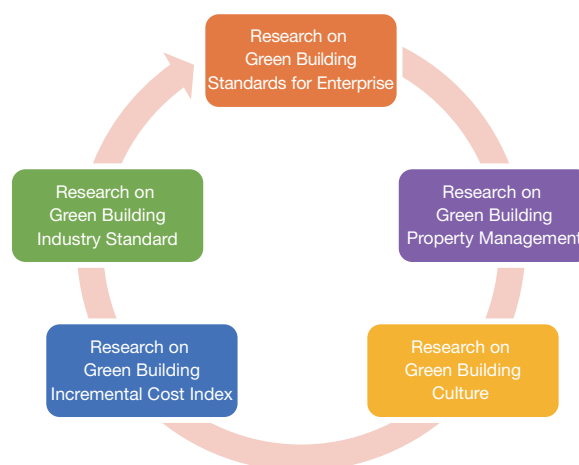 Research on
Green Building
Standards for Enterprise
Research on
Green Building
Property Management
Research on
Green Building
Culture
Research on
Green Building
Incremental Cost Index
Research on
Green Building
Industry Standard